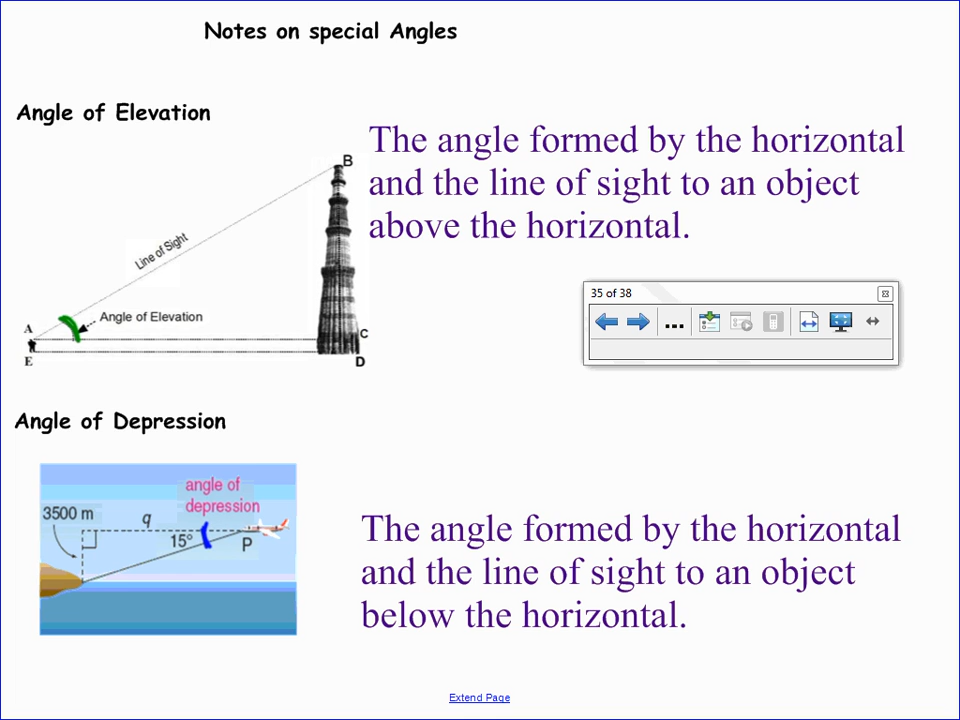 Notes on special Angles
Angle of Elevation
The angle formed by the horizontal
and the line of sight to an object
above the horizontal.
B
Line of Sight
Angle of Elevation
A
C
E
D
35 of 38
...
Angle of Depression
angle of
depression
3500 m
q
15°
P
The angle formed by the horizontal
and the line of sight to an object
below the horizontal.
Extend Page